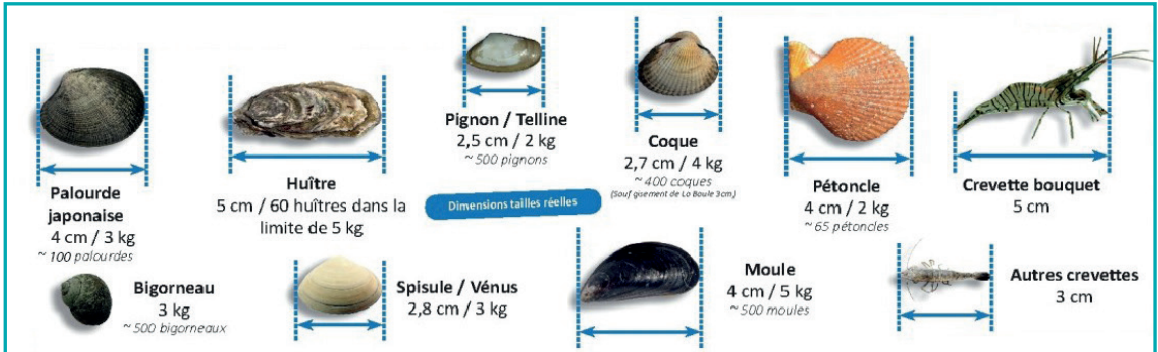 Palourde
japonaise
4 cm / 3 kg
~ 100 palourdes
Huître
5 cm / 60 huîtres dans la
limite de 5 kg
Pignon / Telline
2,5 cm / 2 kg
~ 500 pignons
Coque
2,7 cm / 4 kg
~ 400 coques
(Sauf gisement de La Baule 3cm)
Pétoncle
4 cm / 2 kg
~ 65 pétoncles
Crevette bouquet
5 cm
Dimensions tailles réelles
Bigorneau
3 kg
~ 500 bigorneaux
Spisule / Vénus
2,8 cm / 3 kg
Moule
4 cm / 5 kg
~ 500 moules
Autres crevettes
3 cm